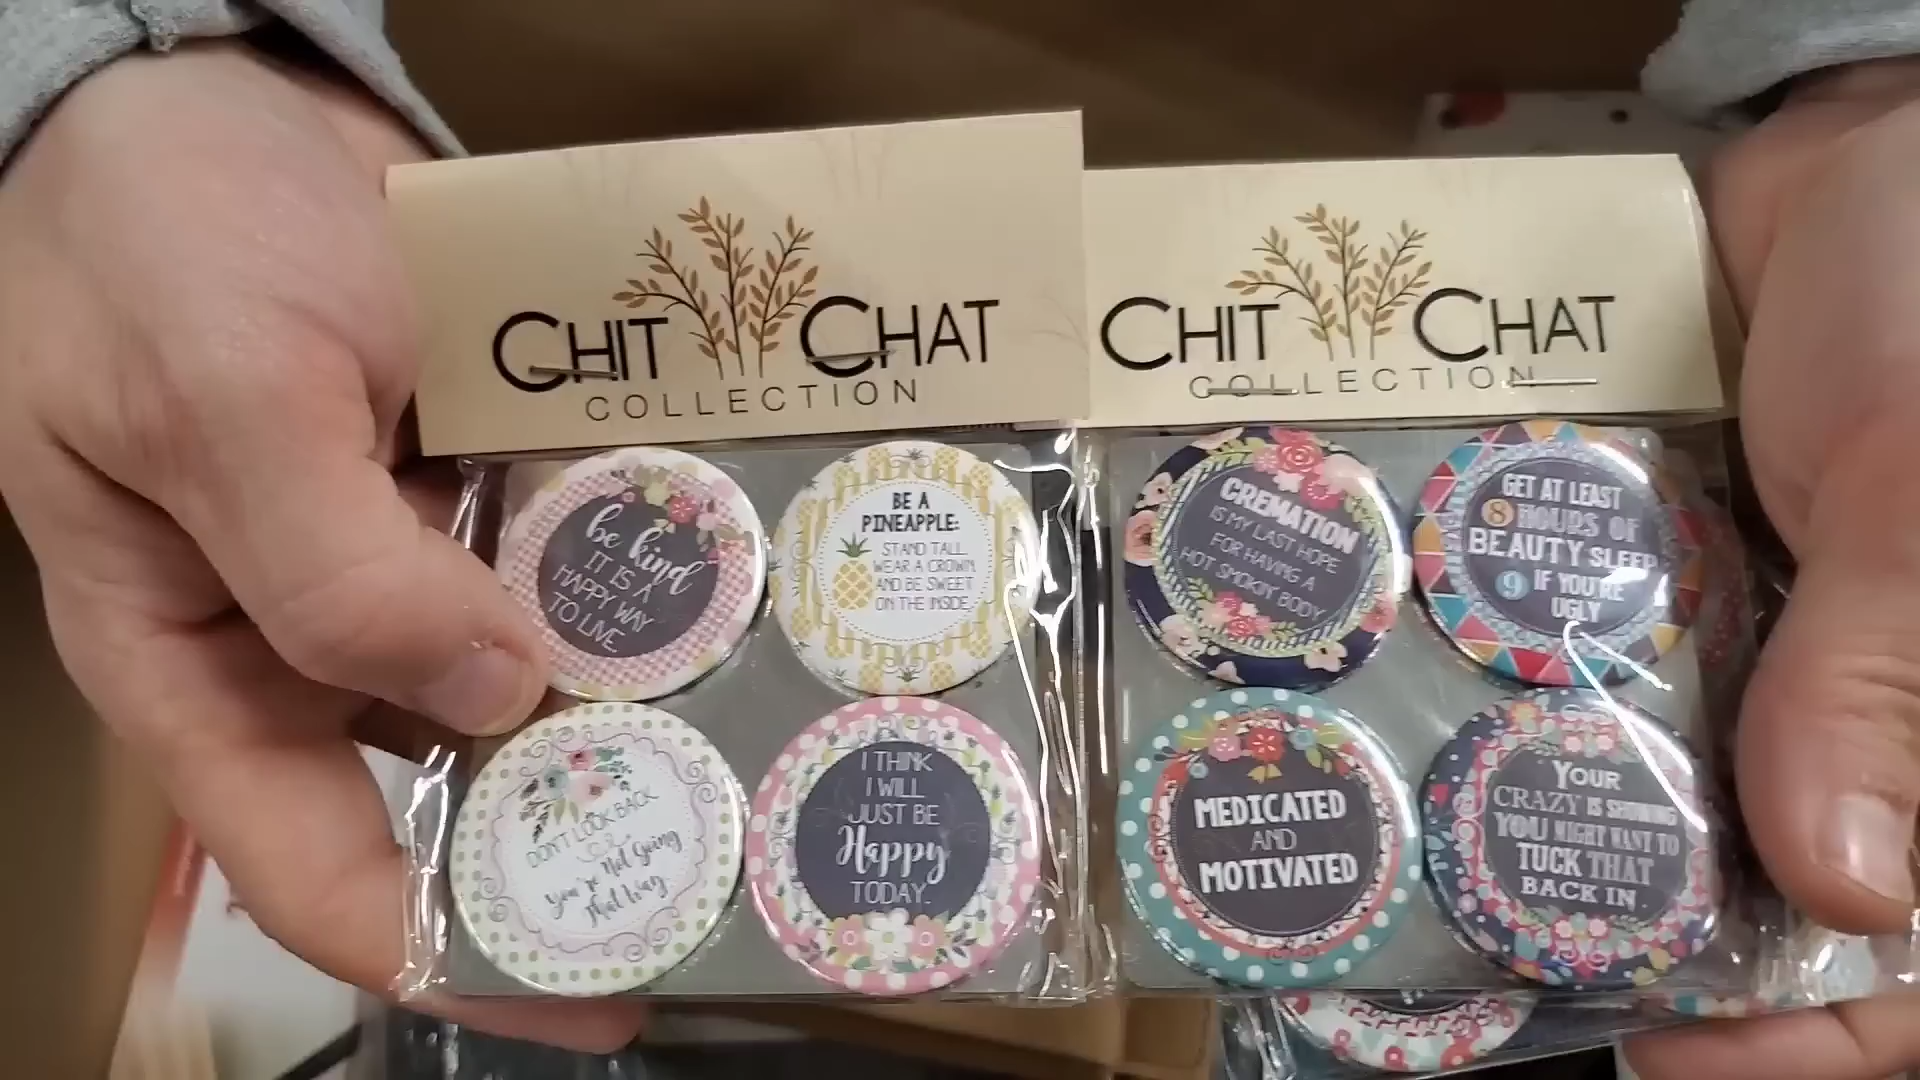 CHIT CHAT
COLLECTION
CHIT CHAT
COLLECTION
be kind
IT IS A
HAPPY WAY
TO LIVE
BE A
PINEAPPLE:
STAND TALL,
WEAR A CROWN
AND BE SWEET
ON THE INSIDE
CREMATION
IS MY LAST HOPE
FOR HAVING A
HOT SMOKIN' BODY
GET AT LEAST
8 HOURS OF
BEAUTY SLEEP
9 IF YOU'RE
UGLY
DON'T LOOK BACK
You're Not Going
That Way
I THINK
I WILL
JUST BE
Happy
TODAY.
MEDICATED
AND
MOTIVATED
YOUR
CRAZY IS SHOWING
YOU MIGHT WANT TO
TUCK THAT
BACK IN.